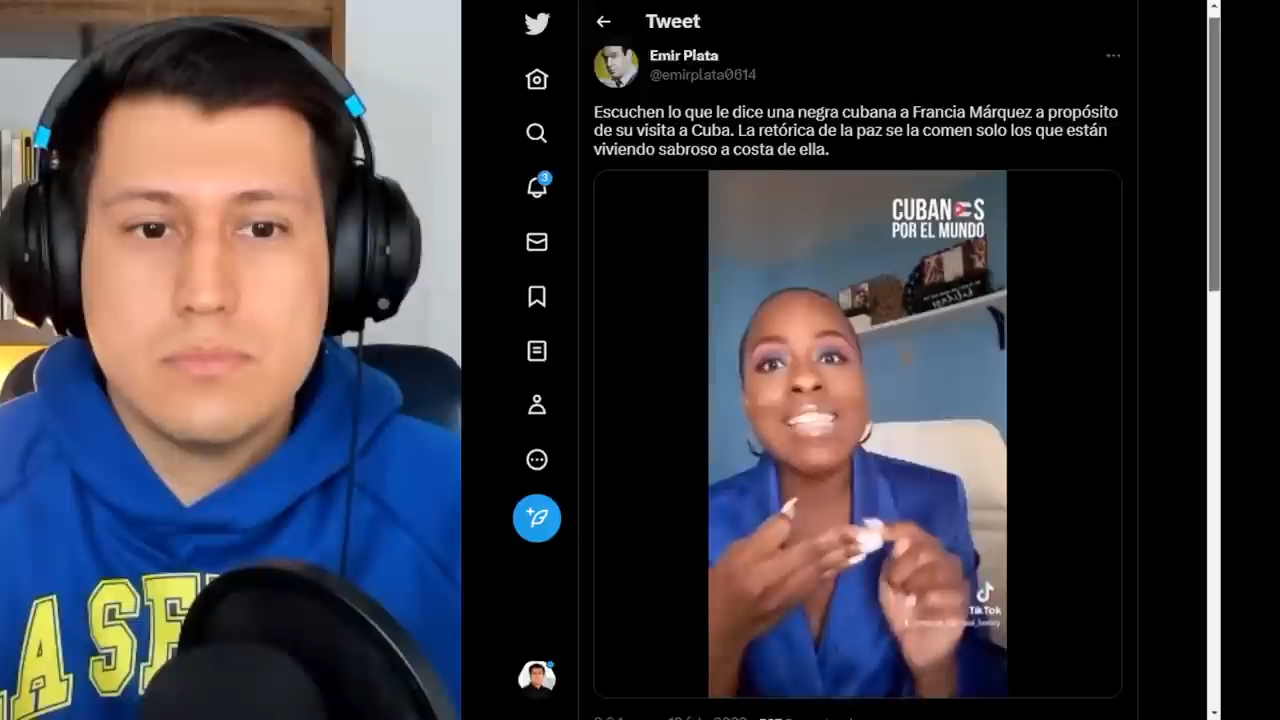 Tweet
Emir Plata
@emirplata0614
Escuchen lo que le dice una negra cubana a Francia Márquez a propósito
de su visita a Cuba. La retórica de la paz se la comen solo los que están
viviendo sabroso a costa de ella.
3
CUBAN S
POR EL MUNDO
TikTok